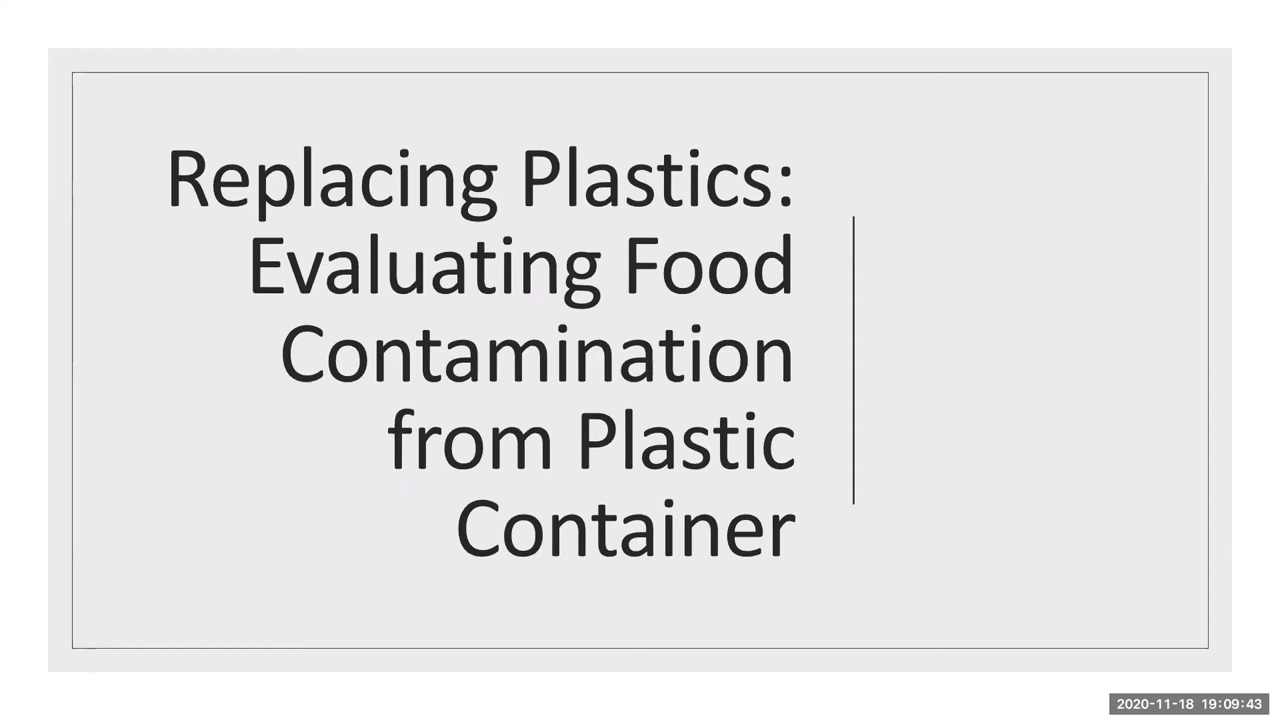 Replacing Plastics:
Evaluating Food
Contamination
from Plastic
Container
2020-11-18 19:09:43